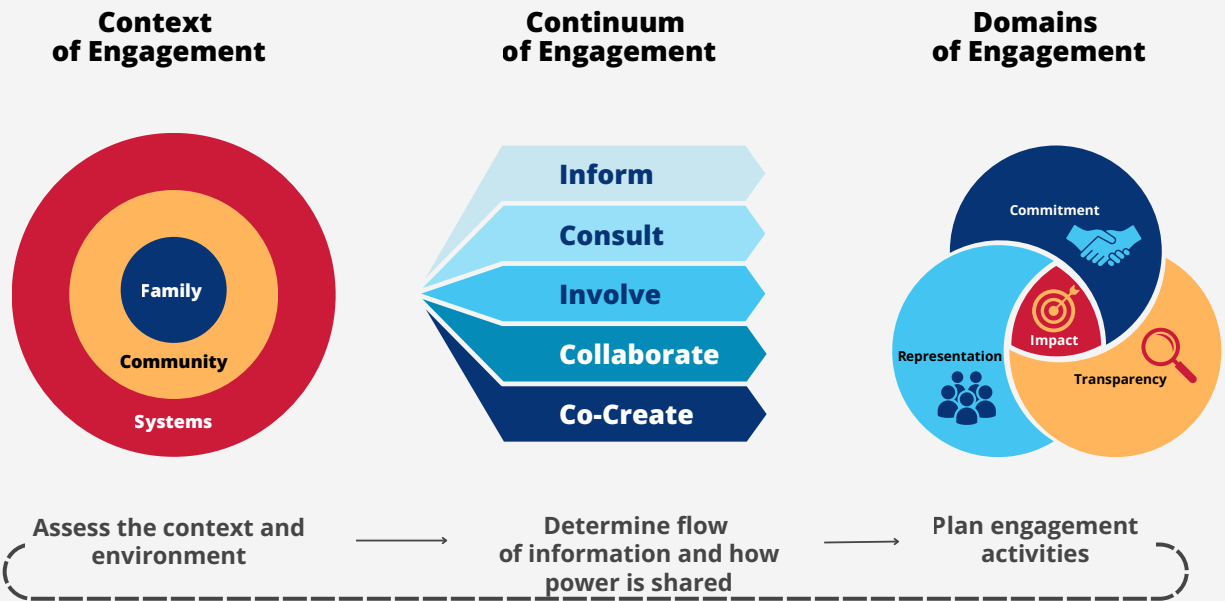 Context
of Engagement
Continuum
of Engagement
Domains
of Engagement
Family
Community
Systems
Inform
Consult
Involve
Collaborate
Co-Create
Commitment
Impact
Representation
Transparency
Assess the context and
environment
Determine flow
of information and how
power is shared
Plan engagement
activities